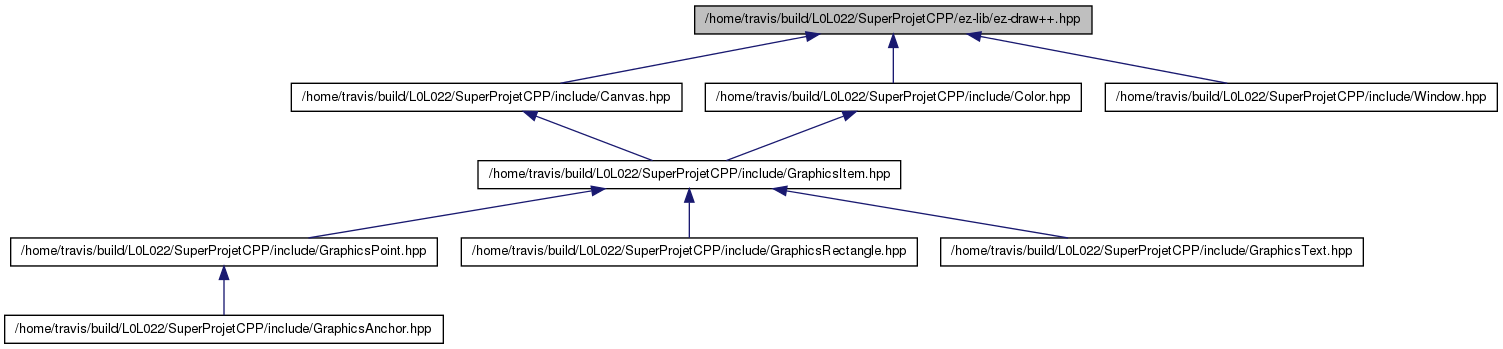 /home/travis/build/L0L022/SuperProjetCPP/ez-lib/ez-draw++.hpp
/home/travis/build/L0L022/SuperProjetCPP/include/Canvas.hpp
/home/travis/build/L0L022/SuperProjetCPP/include/Color.hpp
/home/travis/build/L0L022/SuperProjetCPP/include/Window.hpp
/home/travis/build/L0L022/SuperProjetCPP/include/GraphicsItem.hpp
/home/travis/build/L0L022/SuperProjetCPP/include/GraphicsPoint.hpp
/home/travis/build/L0L022/SuperProjetCPP/include/GraphicsRectangle.hpp
/home/travis/build/L0L022/SuperProjetCPP/include/GraphicsText.hpp
/home/travis/build/L0L022/SuperProjetCPP/include/GraphicsAnchor.hpp